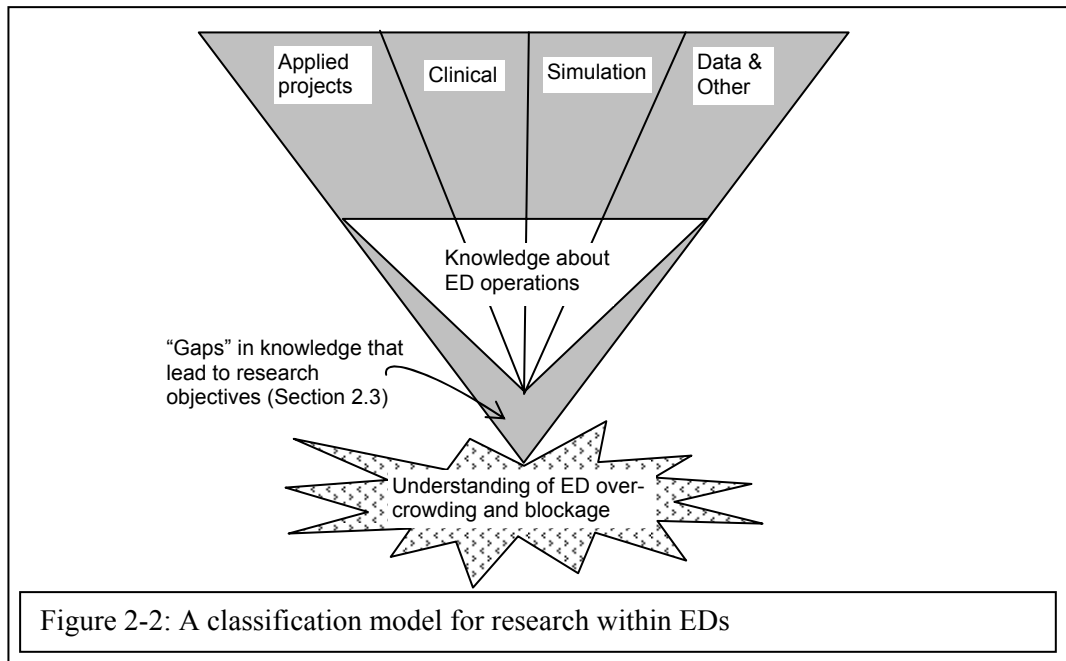 Applied
projects
Clinical
Simulation
Data &
Other
Knowledge about
ED operations
“Gaps” in knowledge that
lead to research
objectives (Section 2.3)
Understanding of ED over-
crowding and blockage
Figure 2-2: A classification model for research within EDs